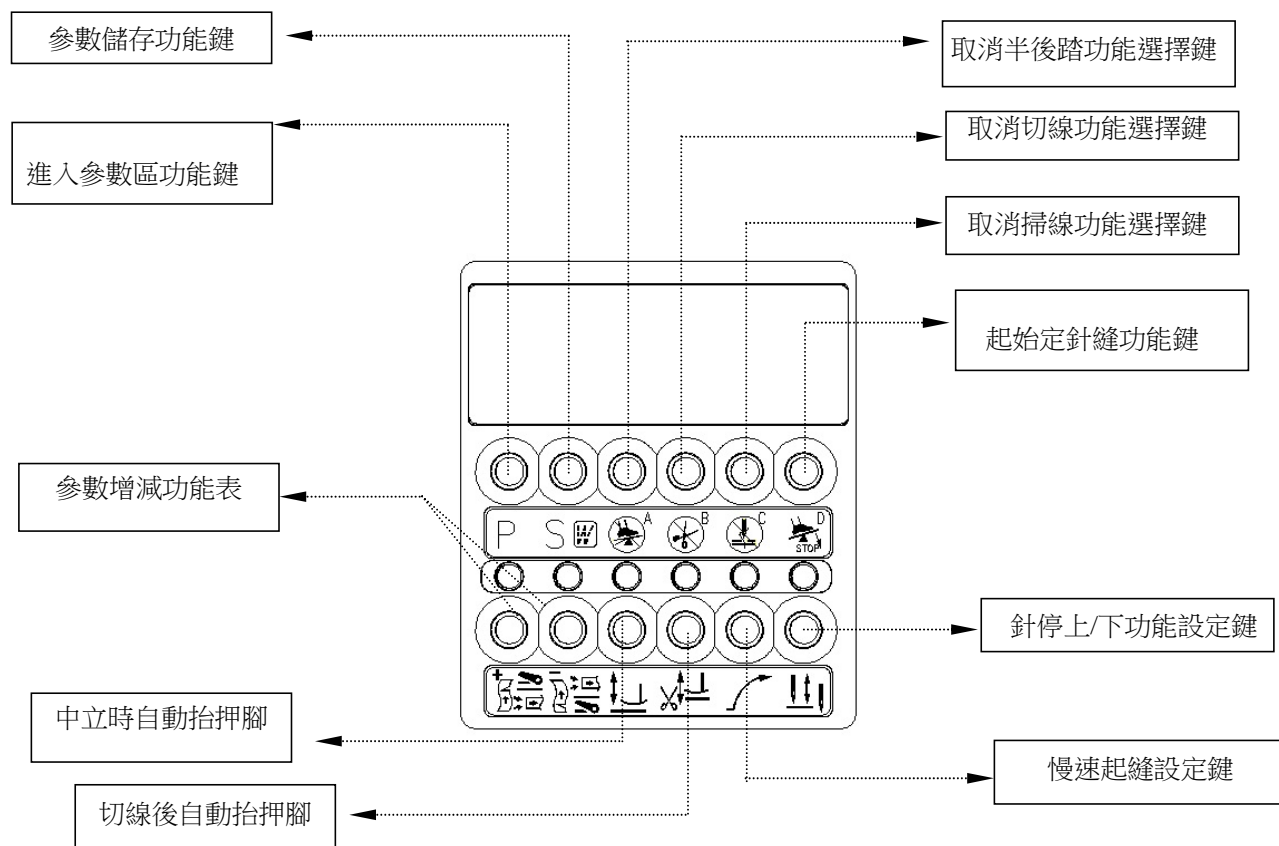 參數儲存功能鍵
取消半後踏功能選擇鍵
進入參數區功能鍵
取消切線功能選擇鍵
取消掃線功能選擇鍵
起始定針縫功能鍵
參數增減功能表
P S A B C D
STOP
針停上/下功能設定鍵
+ −
中立時自動抬押腳
慢速起縫設定鍵
切線後自動抬押腳